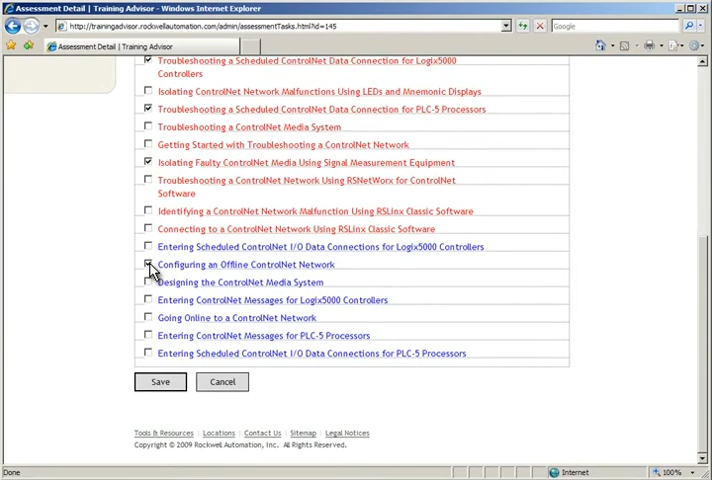 Assessment Detail | Training Advisor - Windows Internet Explorer
http://trainingadvisor.rockwellautomation.com/admin/assessmentTasks.html?id=145
Google
Assessment Detail | Training Advisor
Troubleshooting a Scheduled ControlNet Data Connection for Logix5000
Controllers
Isolating ControlNet Network Malfunctions Using LEDs and Mnemonic Displays
Troubleshooting a Scheduled ControlNet Data Connection for PLC-5 Processors
Troubleshooting a ControlNet Media System
Getting Started with Troubleshooting a ControlNet Network
Isolating Faulty ControlNet Media Using Signal Measurement Equipment
Troubleshooting a ControlNet Network Using RSNetWorx for ControlNet
Software
Identifying a ControlNet Network Malfunction Using RSLinx Classic Software
Connecting to a ControlNet Network Using RSLinx Classic Software
Entering Scheduled ControlNet I/O Data Connections for Logix5000 Controllers
Configuring an Offline ControlNet Network
Designing the ControlNet Media System
Entering ControlNet Messages for Logix5000 Controllers
Going Online to a ControlNet Network
Entering ControlNet Messages for PLC-5 Processors
Entering Scheduled ControlNet I/O Data Connections for PLC-5 Processors
Save Cancel
Tools & Resources | Locations | Contact Us | Sitemap | Legal Notices
Copyright © 2009 Rockwell Automation, Inc. All Rights Reserved.
Done Internet 100%